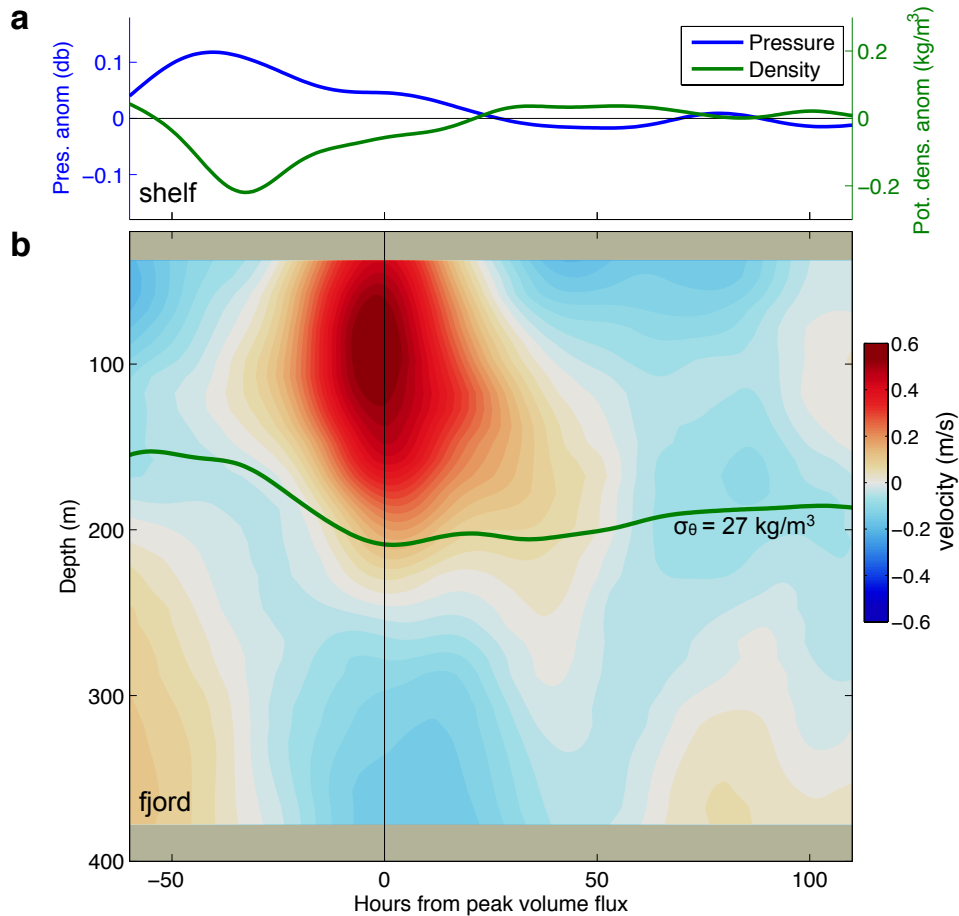 a
Pres. anom (db)
0.1
0
−0.1
Pressure
Density
0.2
0
−0.2
Pot. dens. anom (kg/m³)
shelf
b
Depth (m)
100
200
300
400
σθ = 27 kg/m³
fjord
−50
0
50
100
Hours from peak volume flux
0.6
0.4
0.2
0
−0.2
−0.4
−0.6
velocity (m/s)